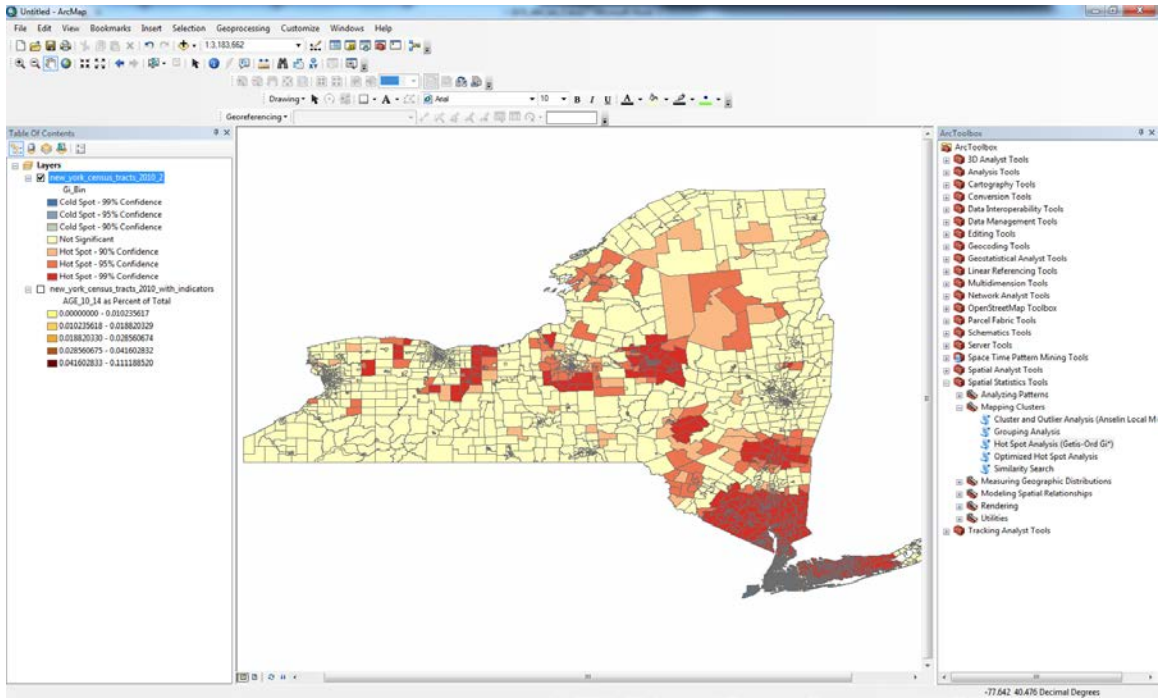 Untitled - ArcMap
File Edit View Bookmarks Insert Selection Geoprocessing Customize Windows Help
1:3,183,662
Drawing
Arial
10
B I U A
Georeferencing
Table Of Contents
Layers
new_york_census_tracts_2010_2
Gi_Bin
Cold Spot - 99% Confidence
Cold Spot - 95% Confidence
Cold Spot - 90% Confidence
Not Significant
Hot Spot - 90% Confidence
Hot Spot - 95% Confidence
Hot Spot - 99% Confidence
new_york_census_tracts_2010_with_indicators
AGE_10_14 as Percent of Total
0.00000000 - 0.010235617
0.010235618 - 0.018820329
0.018820330 - 0.028560674
0.028560675 - 0.041602832
0.041602833 - 0.111188520
ArcToolbox
ArcToolbox
3D Analyst Tools
Analysis Tools
Cartography Tools
Conversion Tools
Data Interoperability Tools
Data Management Tools
Editing Tools
Geocoding Tools
Geostatistical Analyst Tools
Linear Referencing Tools
Multidimension Tools
Network Analyst Tools
OpenStreetMap Toolbox
Parcel Fabric Tools
Schematics Tools
Server Tools
Space Time Pattern Mining Tools
Spatial Analyst Tools
Spatial Statistics Tools
Analyzing Patterns
Mapping Clusters
Cluster and Outlier Analysis (Anselin Local M
Grouping Analysis
Hot Spot Analysis (Getis-Ord Gi*)
Optimized Hot Spot Analysis
Similarity Search
Measuring Geographic Distributions
Modeling Spatial Relationships
Rendering
Utilities
Tracking Analyst Tools
-77.642 40.476 Decimal Degrees